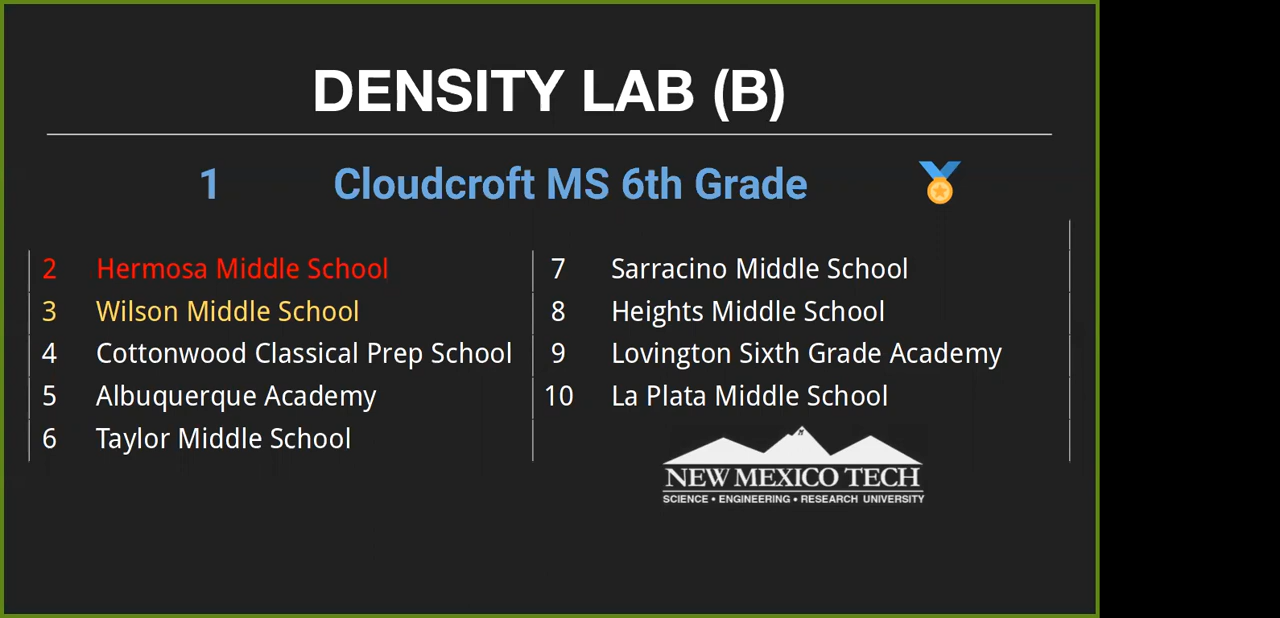 DENSITY LAB (B)
1 Cloudcroft MS 6th Grade
2 Hermosa Middle School
3 Wilson Middle School
4 Cottonwood Classical Prep School
5 Albuquerque Academy
6 Taylor Middle School
7 Sarracino Middle School
8 Heights Middle School
9 Lovington Sixth Grade Academy
10 La Plata Middle School
NEW MEXICO TECH
SCIENCE • ENGINEERING • RESEARCH UNIVERSITY